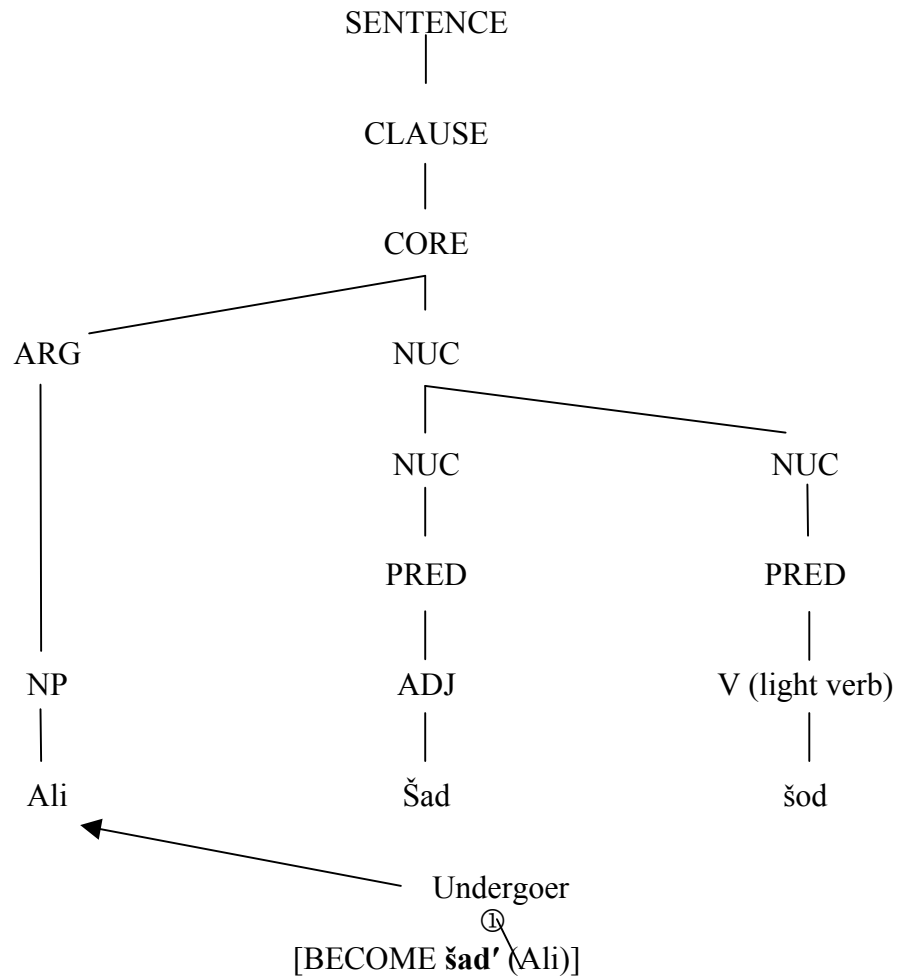 SENTENCE
CLAUSE
CORE
ARG NUC
NUC NUC
PRED PRED
NP ADJ V (light verb)
Ali Šad šod
Undergoer
①
[BECOME šad′ (Ali)]